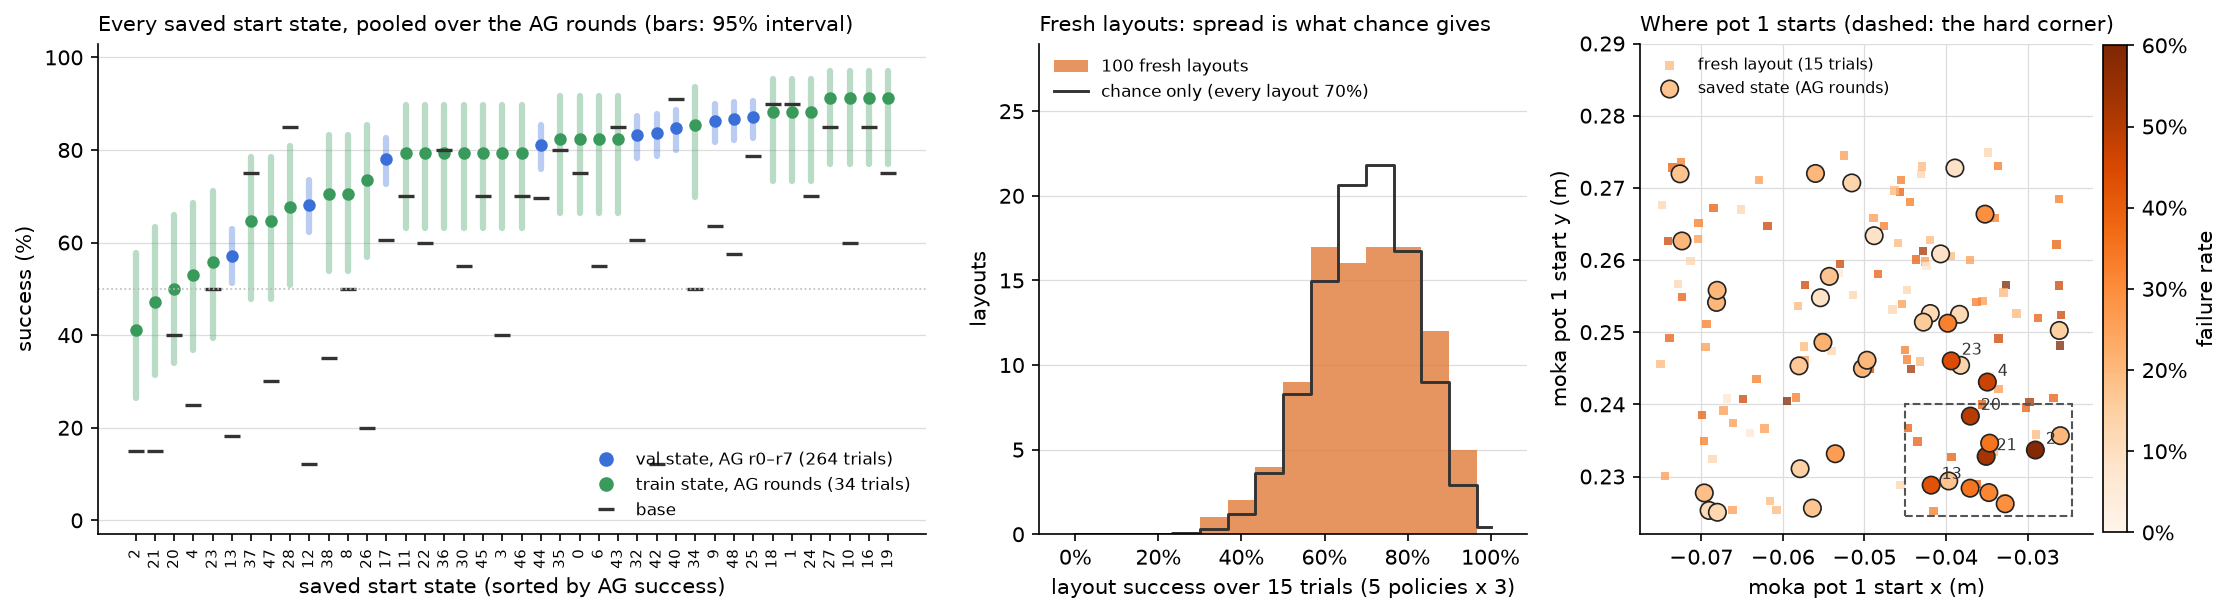 Every saved start state, pooled over the AG rounds (bars: 95% interval)
100
80
60
40
20
0
success (%)
val state, AG r0–r7 (264 trials)
train state, AG rounds (34 trials)
base
2 21 20 4 23 13 37 47 28 12 38 8 26 17 11 22 36 30 45 3 46 44 35 0 6 43 32 42 40 34 9 48 25 18 1 24 27 10 16 19
saved start state (sorted by AG success)
Fresh layouts: spread is what chance gives
100 fresh layouts
chance only (every layout 70%)
25
20
15
10
5
0
layouts
0% 20% 40% 60% 80% 100%
layout success over 15 trials (5 policies x 3)
Where pot 1 starts (dashed: the hard corner)
fresh layout (15 trials)
saved state (AG rounds)
0.29
0.28
0.27
0.26
0.25
0.24
0.23
moka pot 1 start y (m)
23
4
20
21
2
13
−0.07 −0.06 −0.05 −0.04 −0.03
moka pot 1 start x (m)
60%
50%
40%
30%
20%
10%
0%
failure rate